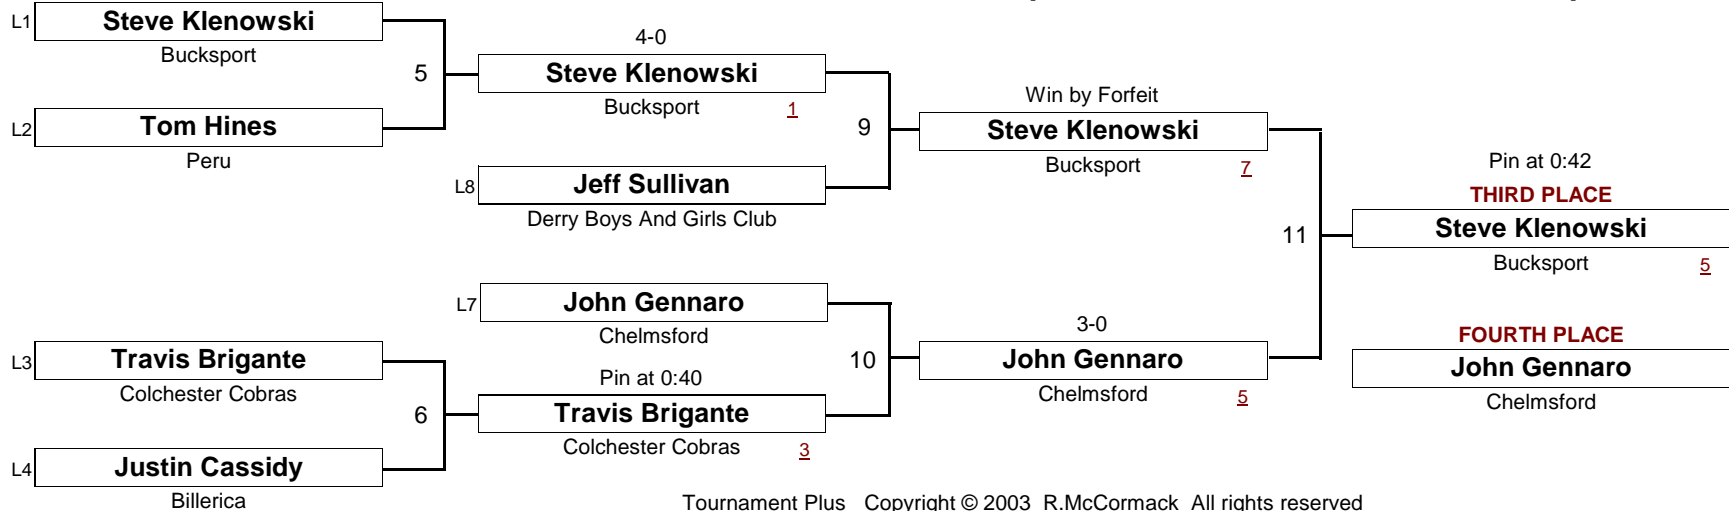 L1 Steve Klenowski
Bucksport
5
L2 Tom Hines
Peru
4-0
Steve Klenowski
Bucksport 1
9
L8 Jeff Sullivan
Derry Boys And Girls Club
Win by Forfeit
Steve Klenowski
Bucksport 7
11
Pin at 0:42
THIRD PLACE
Steve Klenowski
Bucksport 5
L7 John Gennaro
Chelmsford
10
L3 Travis Brigante
Colchester Cobras
6
L4 Justin Cassidy
Billerica
Pin at 0:40
Travis Brigante
Colchester Cobras 3
3-0
John Gennaro
Chelmsford 5
FOURTH PLACE
John Gennaro
Chelmsford
Tournament Plus Copyright © 2003 R.McCormack All rights reserved